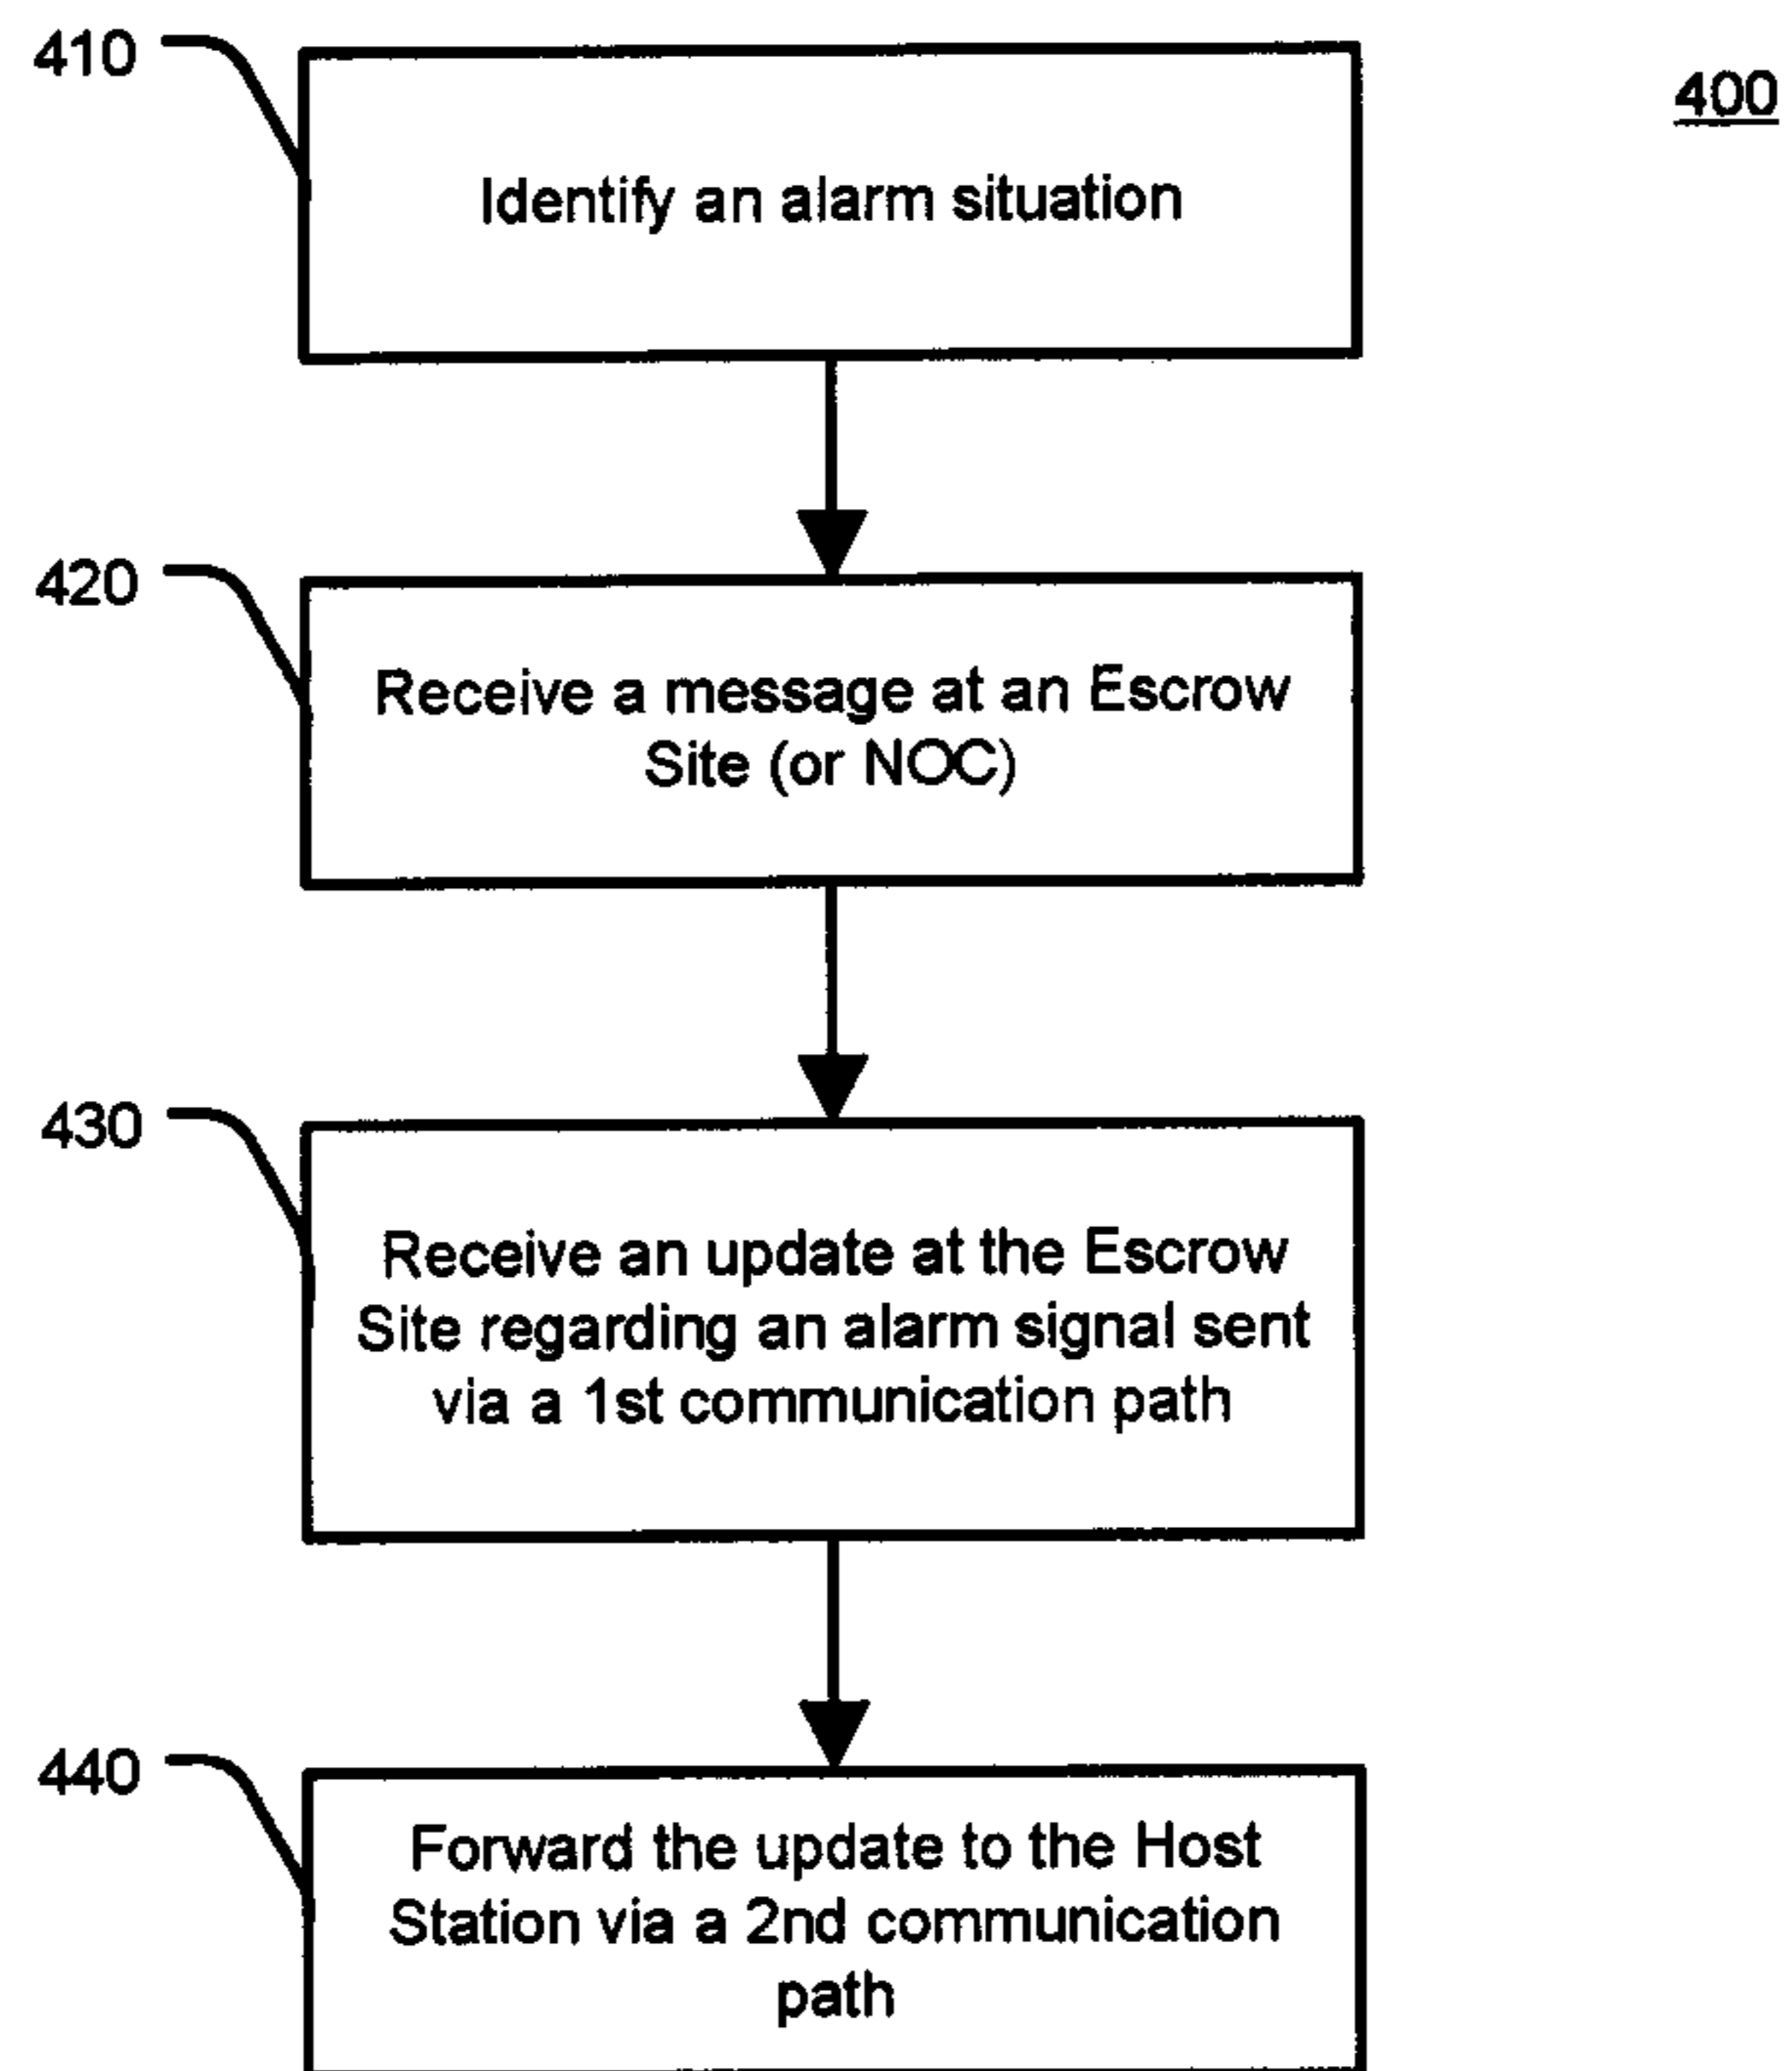 410
400
Identify an alarm situation
420
Receive a message at an Escrow
Site (or NOC)
430
Receive an update at the Escrow
Site regarding an alarm signal sent
via a 1st communication path
440
Forward the update to the Host
Station via a 2nd communication
path